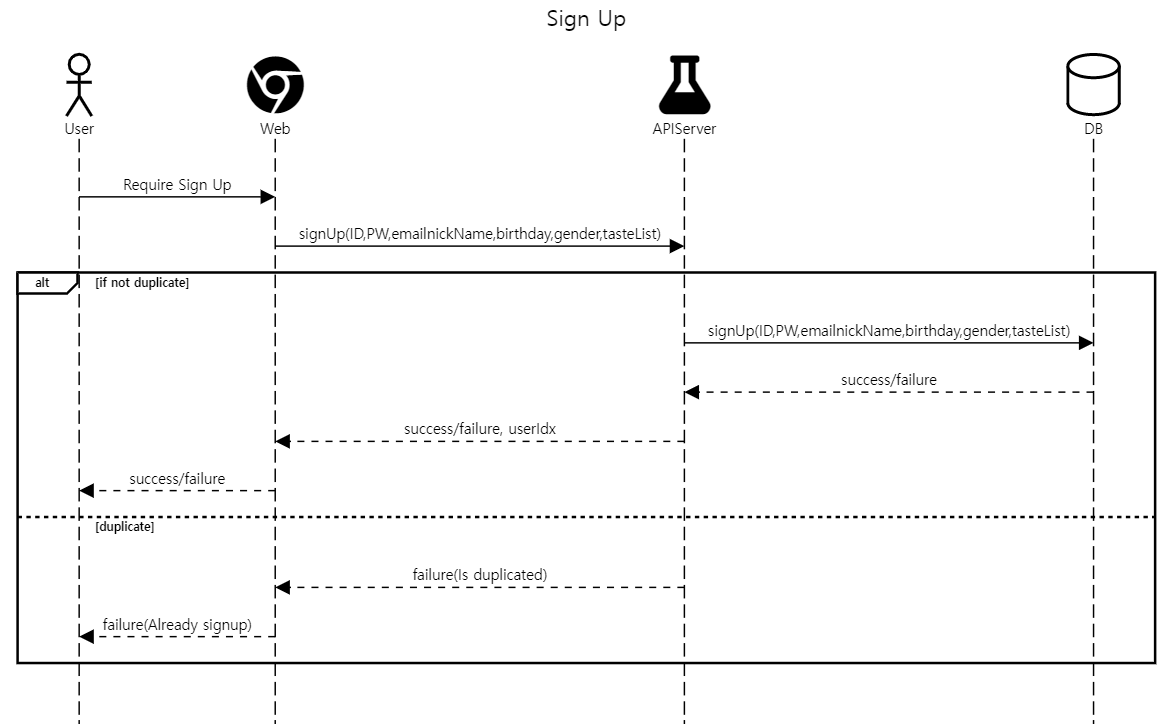 Sign Up
User
Web
APIServer
DB
Require Sign Up
signUp(ID,PW,emailnickName,birthday,gender,tasteList)
alt
[if not duplicate]
signUp(ID,PW,emailnickName,birthday,gender,tasteList)
success/failure
success/failure, userIdx
success/failure
[duplicate]
failure(Is duplicated)
failure(Already signup)